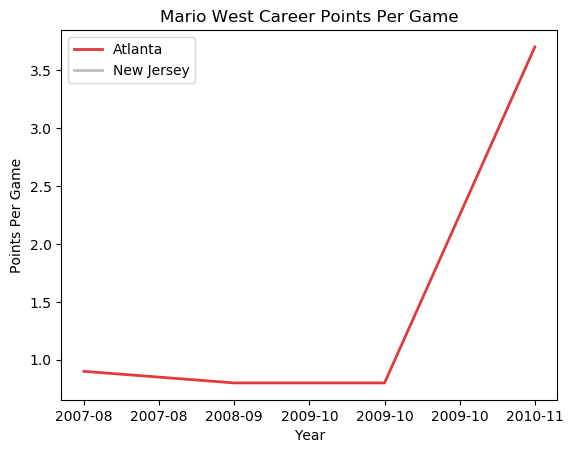 Mario West Career Points Per Game
Atlanta
New Jersey
Points Per Game
3.5
3.0
2.5
2.0
1.5
1.0
2007-08 2007-08 2008-09 2009-10 2009-10 2009-10 2010-11
Year